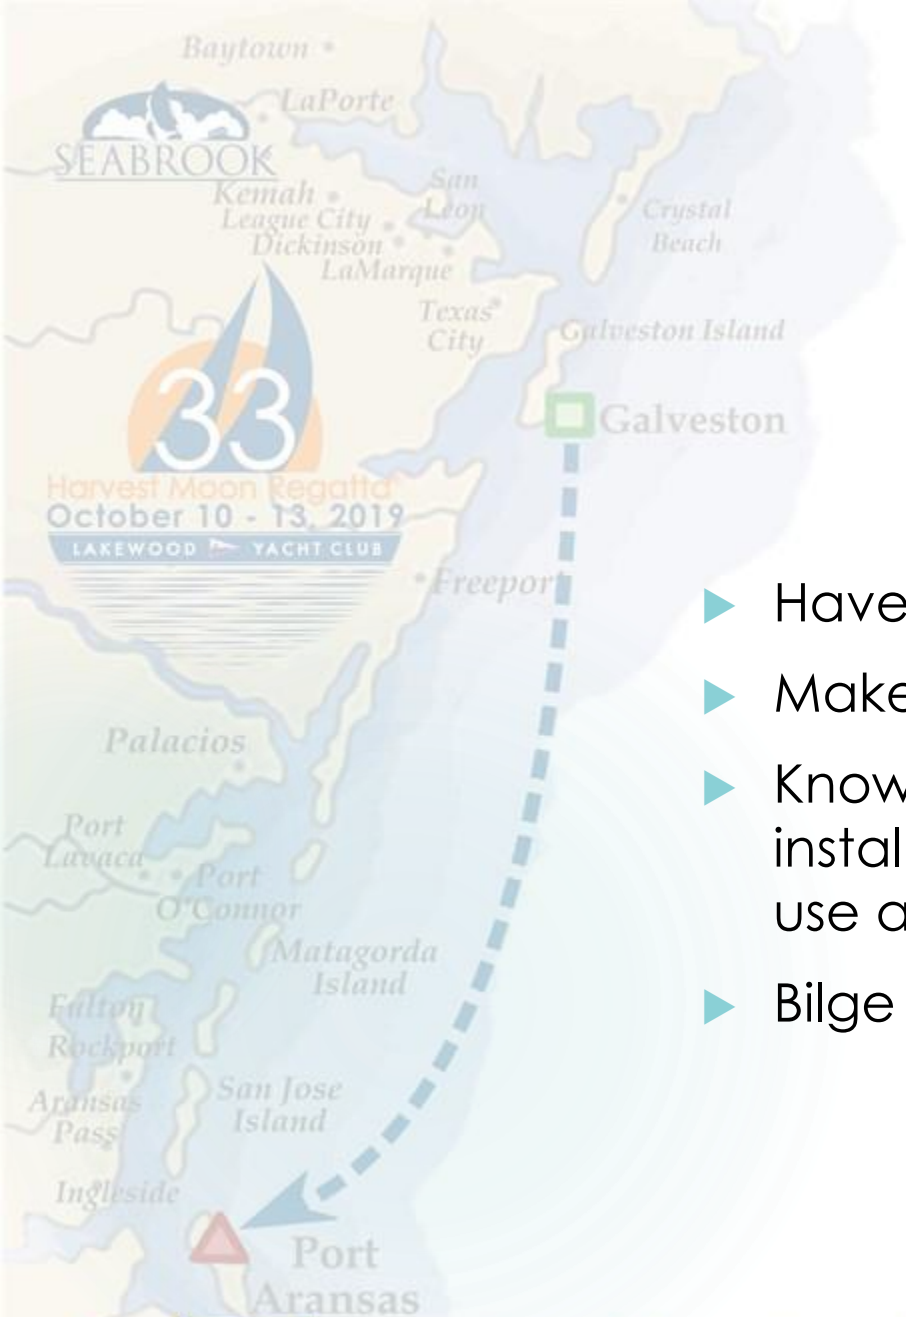 Baytown
LaPorte
SEABROOK
Kemah
San
Leon
League City
Crystal
Beach
Dickinson
LaMarque
Texas
City
Galveston Island
33
Galveston
Harvest Moon Regatta®
October 10 - 13, 2019
LAKEWOOD YACHT CLUB
Freeport
Have
Make
Know
instal
use a
Bilge
Palacios
Port
Lavaca
Port
O'Connor
Matagorda
Island
Fulton
Rockport
Aransas
Pass
San Jose
Island
Ingleside
Port
Aransas